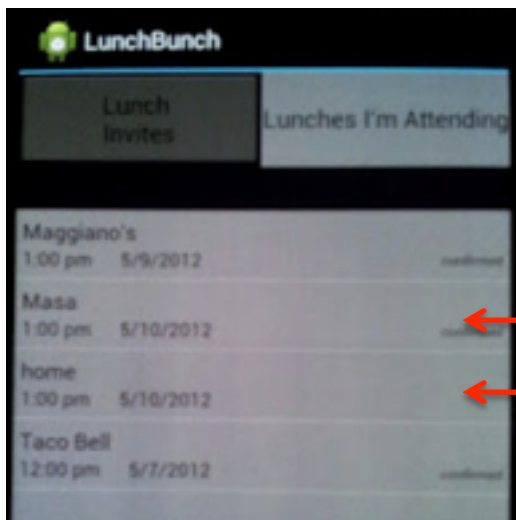 LunchBunch
Lunch
Invites
Lunches I'm Attending
Maggiano's
1:00 pm 5/9/2012 confirmed
Masa
1:00 pm 5/10/2012 confirmed
home
1:00 pm 5/10/2012
Taco Bell
12:00 pm 5/7/2012 confirmed